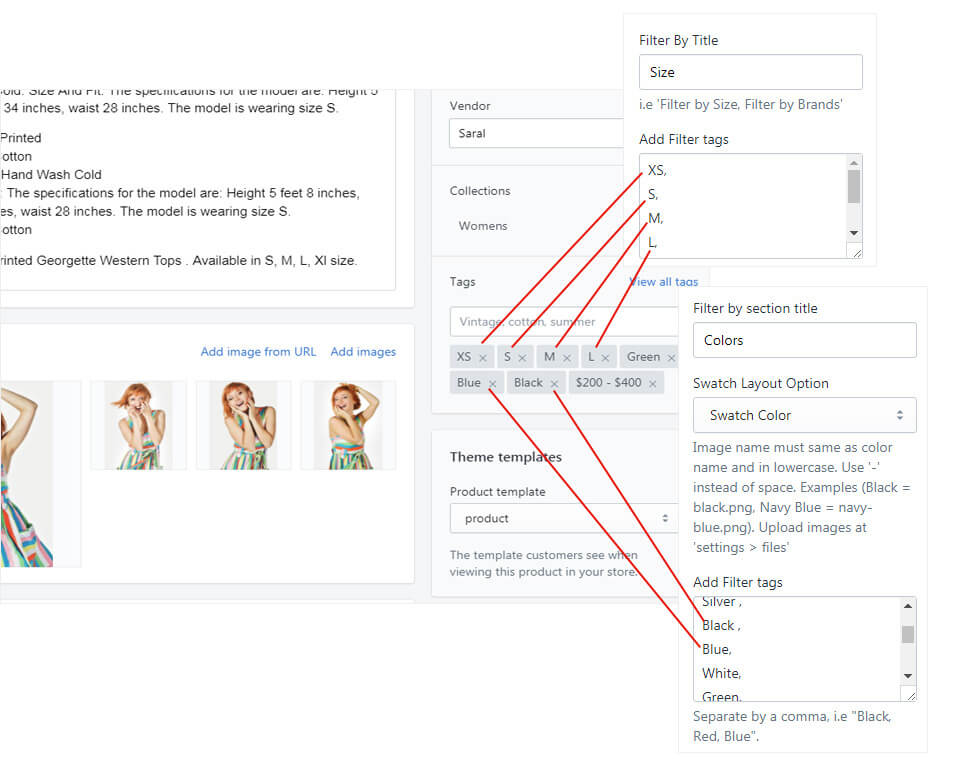 Filter By Title
Size
i.e 'Filter by Size, Filter by Brands'
Add Filter tags
XS,
S,
M,
L,
Cold. Size And Fit. The specifications for the model are: Height 5
34 inches, waist 28 inches. The model is wearing size S.
Printed
otton
Hand Wash Cold
: The specifications for the model are: Height 5 feet 8 inches,
es, waist 28 inches. The model is wearing size S.
otton
rinted Georgette Western Tops . Available in S, M, L, Xl size.
Add image from URL Add images
Vendor
Saral
Collections
Womens
Tags View all tags
Vintage, cotton, summer
XS × S × M × L × Green ×
Blue × Black × $200 - $400 ×
Theme templates
Product template
product
The template customers see when
viewing this product in your store.
Filter by section title
Colors
Swatch Layout Option
Swatch Color
Image name must same as color
name and in lowercase. Use '-'
instead of space. Examples (Black =
black.png, Navy Blue = navy-
blue.png). Upload images at
'settings > files'
Add Filter tags
Silver ,
Black ,
Blue,
White,
Green,
Separate by a comma, i.e "Black,
Red, Blue".